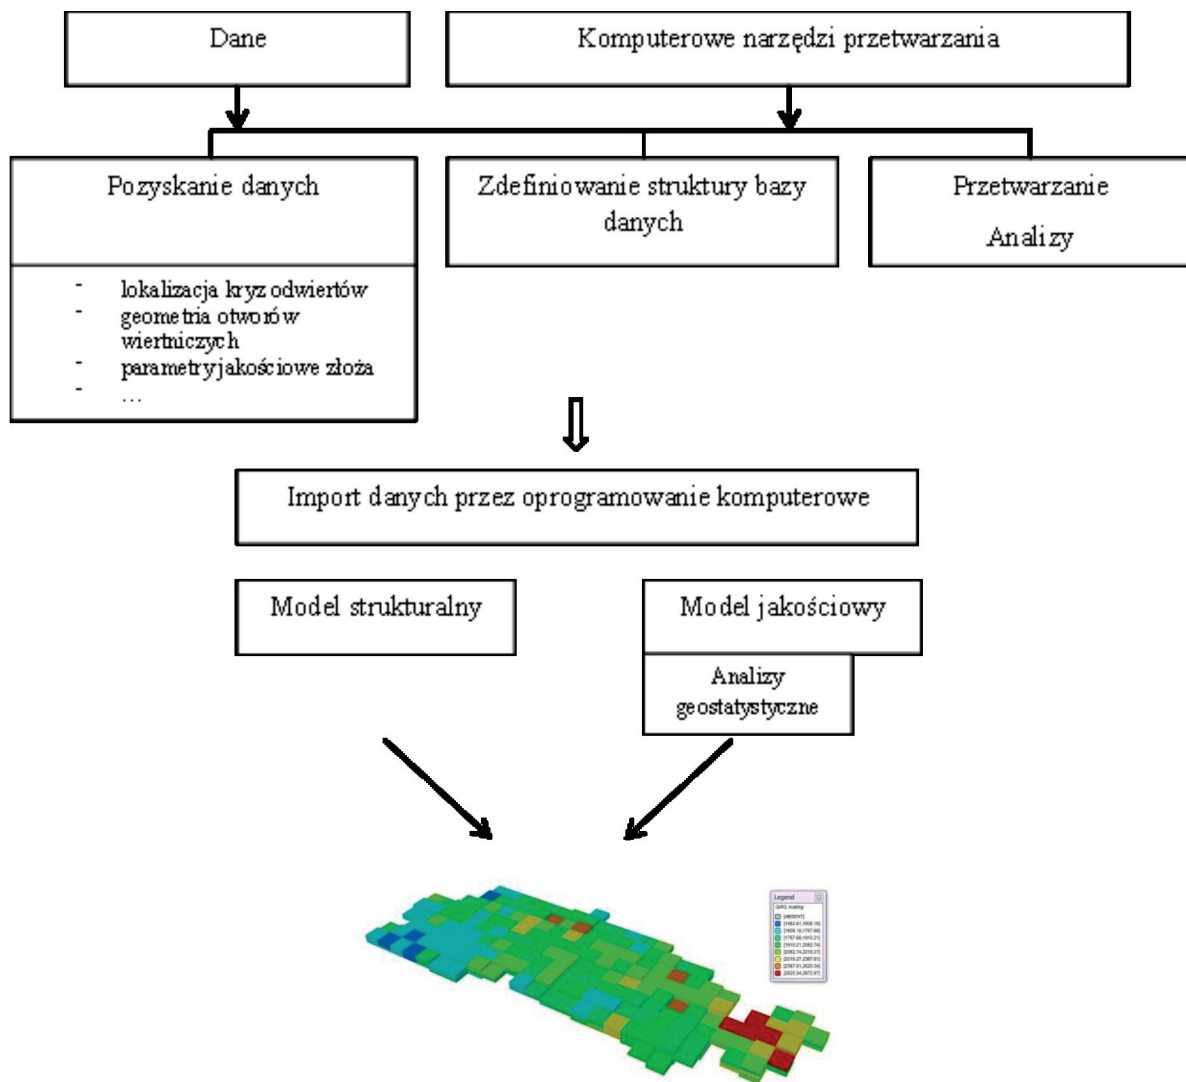 Dane
Komputerowe narzędzi przetwarzania
Pozyskanie danych
- lokalizacja kryz odwiertów
- geometria otworów
wiertniczych
- parametry jakościowe złoża
- ...
Zdefiniowanie struktury bazy
danych
Przetwarzanie
Analizy
Import danych przez oprogramowanie komputerowe
Model strukturalny
Model jakościowy
Analizy
geostatystyczne
Legend
[ABSENT]